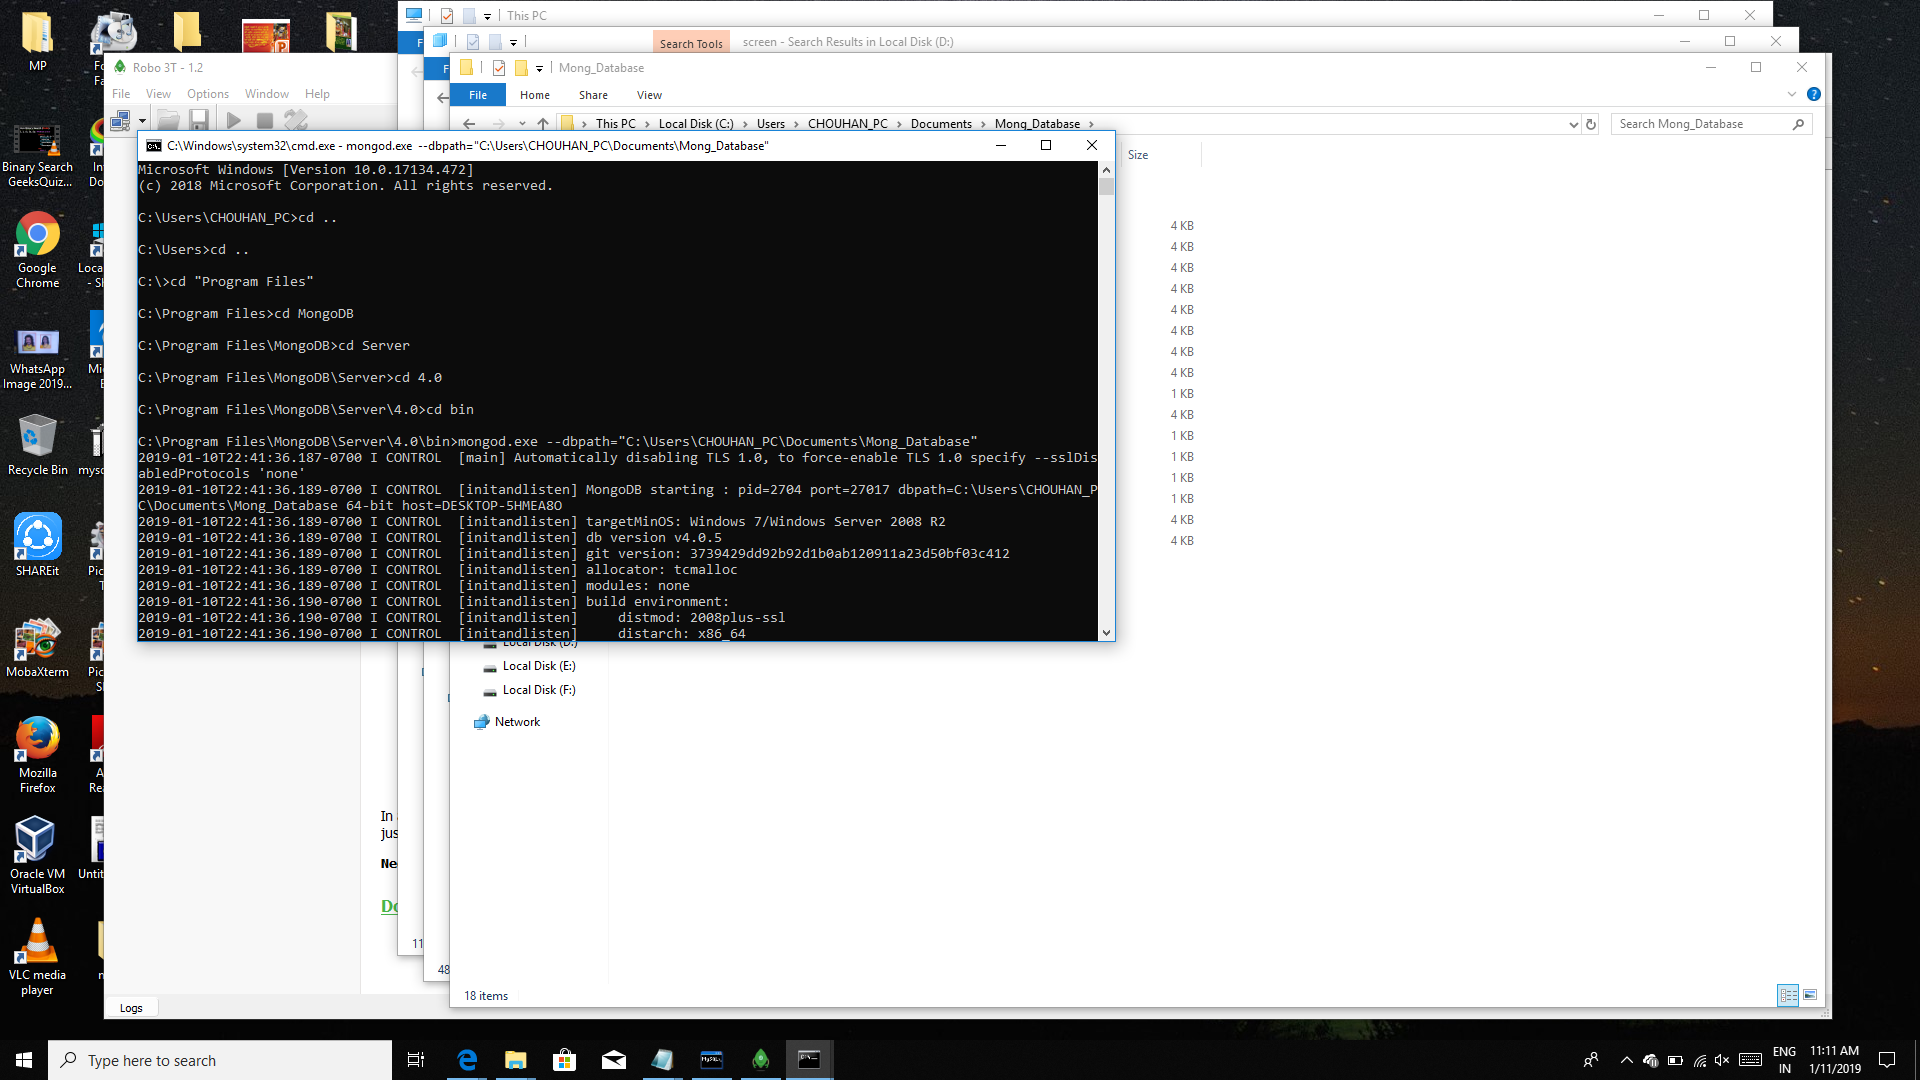 This PC
Search Tools
screen - Search Results in Local Disk (D:)
Mong_Database
File Home Share View
This PC > Local Disk (C:) > Users > CHOUHAN_PC > Documents > Mong_Database >
Search Mong_Database
Size
4 KB
4 KB
4 KB
4 KB
4 KB
4 KB
4 KB
4 KB
1 KB
4 KB
1 KB
1 KB
1 KB
1 KB
4 KB
4 KB
Local Disk (D:)
Local Disk (E:)
Local Disk (F:)
Network
18 items
11
48
Robo 3T - 1.2
File View Options Window Help
Logs
In
jus
Ne
C:\Windows\system32\cmd.exe - mongod.exe --dbpath="C:\Users\CHOUHAN_PC\Documents\Mong_Database"
Microsoft Windows [Version 10.0.17134.472]
(c) 2018 Microsoft Corporation. All rights reserved.
C:\Users\CHOUHAN_PC>cd ..
C:\Users>cd ..
C:\>cd "Program Files"
C:\Program Files>cd MongoDB
C:\Program Files\MongoDB>cd Server
C:\Program Files\MongoDB\Server>cd 4.0
C:\Program Files\MongoDB\Server\4.0>cd bin
C:\Program Files\MongoDB\Server\4.0\bin>mongod.exe --dbpath="C:\Users\CHOUHAN_PC\Documents\Mong_Database"
2019-01-10T22:41:36.187-0700 I CONTROL  [main] Automatically disabling TLS 1.0, to force-enable TLS 1.0 specify --sslDis
abledProtocols 'none'
2019-01-10T22:41:36.189-0700 I CONTROL  [initandlisten] MongoDB starting : pid=2704 port=27017 dbpath=C:\Users\CHOUHAN_P
C\Documents\Mong_Database 64-bit host=DESKTOP-5HMEA8O
2019-01-10T22:41:36.189-0700 I CONTROL  [initandlisten] targetMinOS: Windows 7/Windows Server 2008 R2
2019-01-10T22:41:36.189-0700 I CONTROL  [initandlisten] db version v4.0.5
2019-01-10T22:41:36.189-0700 I CONTROL  [initandlisten] git version: 3739429dd92b92d1b0ab120911a23d50bf03c412
2019-01-10T22:41:36.189-0700 I CONTROL  [initandlisten] allocator: tcmalloc
2019-01-10T22:41:36.189-0700 I CONTROL  [initandlisten] modules: none
2019-01-10T22:41:36.190-0700 I CONTROL  [initandlisten] build environment:
2019-01-10T22:41:36.190-0700 I CONTROL  [initandlisten]     distmod: 2008plus-ssl
2019-01-10T22:41:36.190-0700 I CONTROL  [initandlisten]     distarch: x86_64
MP
Binary Search
GeeksQuiz...
Google
Chrome
WhatsApp
Image 2019...
Recycle Bin
SHAREit
MobaXterm
Mozilla
Firefox
Oracle VM
VirtualBox
VLC media
player
Type here to search
ENG
IN
11:11 AM
1/11/2019